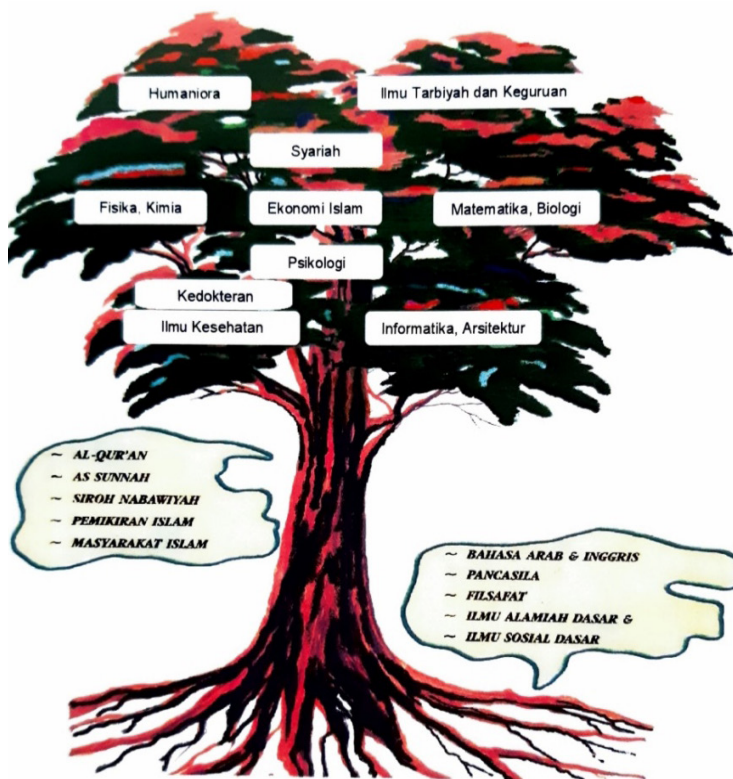 Humaniora
Ilmu Tarbiyah dan Keguruan
Syariah
Fisika, Kimia
Ekonomi Islam
Matematika, Biologi
Psikologi
Kedokteran
Ilmu Kesehatan
Informatika, Arsitektur
~ AL-QUR'AN
~ AS SUNNAH
~ SIROH NABAWIYAH
~ PEMIKIRAN ISLAM
~ MASYARAKAT ISLAM
~ BAHASA ARAB & INGGRIS
~ PANCASILA
~ FILSAFAT
~ ILMU ALAMIAH DASAR &
~ ILMU SOSIAL DASAR